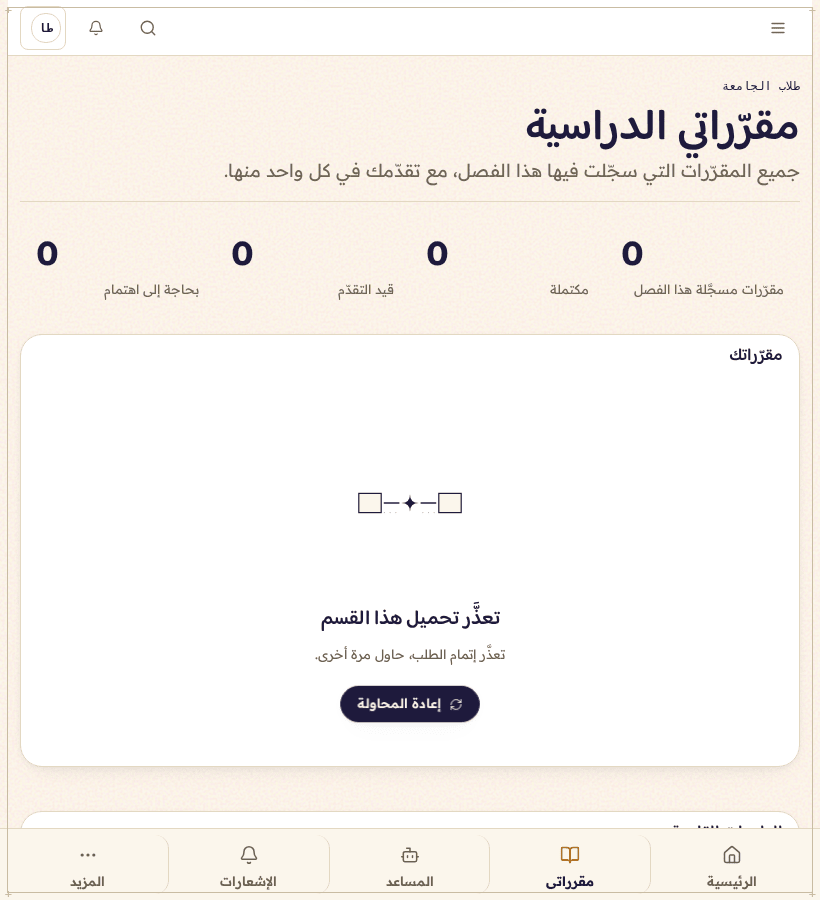 طا
طلاب الجامعة
مقرّراتي الدراسية
جميع المقرّرات التي سجّلت فيها هذا الفصل، مع تقدّمك في كل واحد منها.
0
مقرّرات مسجَّلة هذا الفصل
0
مكتملة
0
قيد التقدّم
0
بحاجة إلى اهتمام
مقرّراتك
تعذَّر تحميل هذا القسم
تعذَّر إتمام الطلب، حاول مرة أخرى.
إعادة المحاولة
الرئيسية
مقرراتي
المساعد
الإشعارات
المزيد